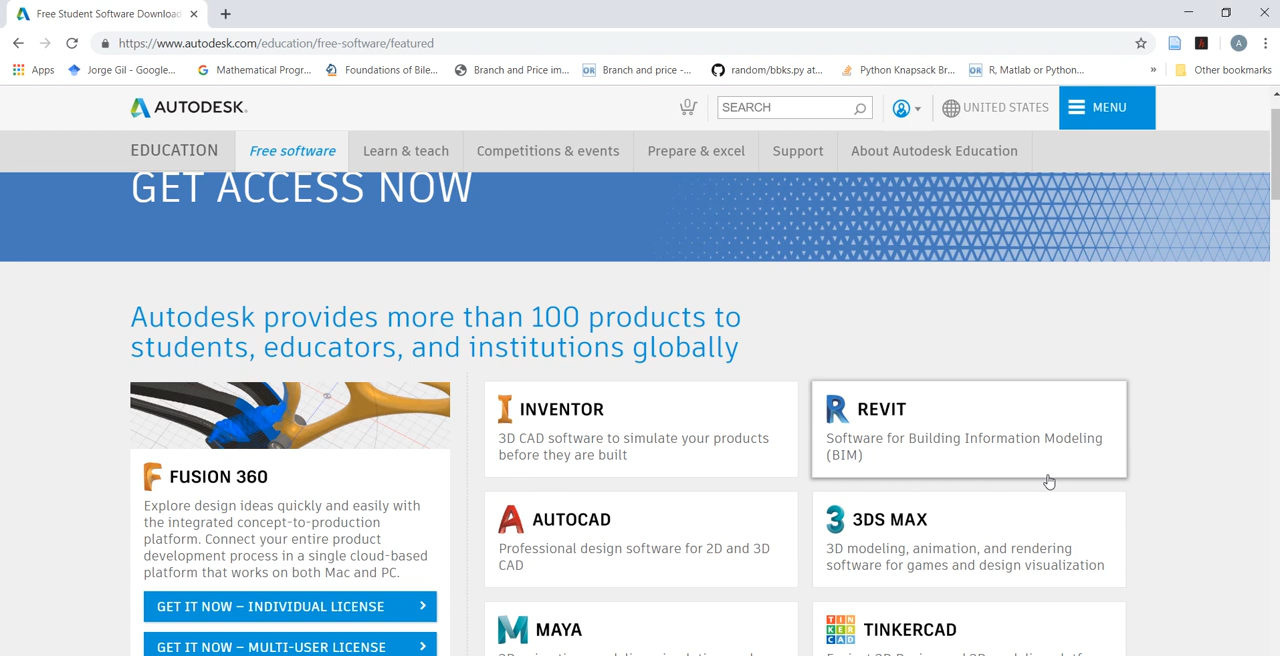 Free Student Software Download
https://www.autodesk.com/education/free-software/featured
A
Apps
Jorge Gil - Google...
Mathematical Progr...
Foundations of Bile...
Branch and Price im...
OR Branch and price -...
random/bbks.py at...
Python Knapsack Br...
OR R, Matlab or Python...
»
Other bookmarks
AUTODESK.
0
SEARCH
UNITED STATES
MENU
EDUCATION
Free software
Learn & teach
Competitions & events
Prepare & excel
Support
About Autodesk Education
GET ACCESS NOW
Autodesk provides more than 100 products to
students, educators, and institutions globally
FUSION 360
Explore design ideas quickly and easily with
the integrated concept-to-production
platform. Connect your entire product
development process in a single cloud-based
platform that works on both Mac and PC.
GET IT NOW – INDIVIDUAL LICENSE
GET IT NOW – MULTI-USER LICENSE
INVENTOR
3D CAD software to simulate your products
before they are built
REVIT
Software for Building Information Modeling
(BIM)
AUTOCAD
Professional design software for 2D and 3D
CAD
3DS MAX
3D modeling, animation, and rendering
software for games and design visualization
MAYA
TIN
KER
CAD
TINKERCAD